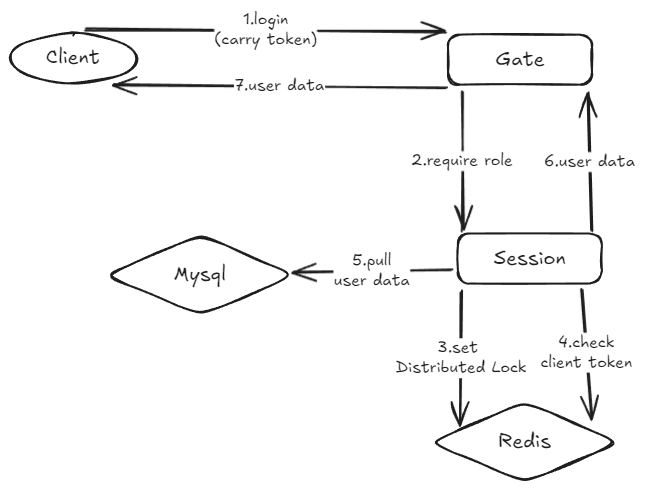 1.login
(carry token)
Client
Gate
7.user data
2.require role
6.user data
Mysql
5.pull
user data
Session
3.set
Distributed Lock
4.check
client token
Redis